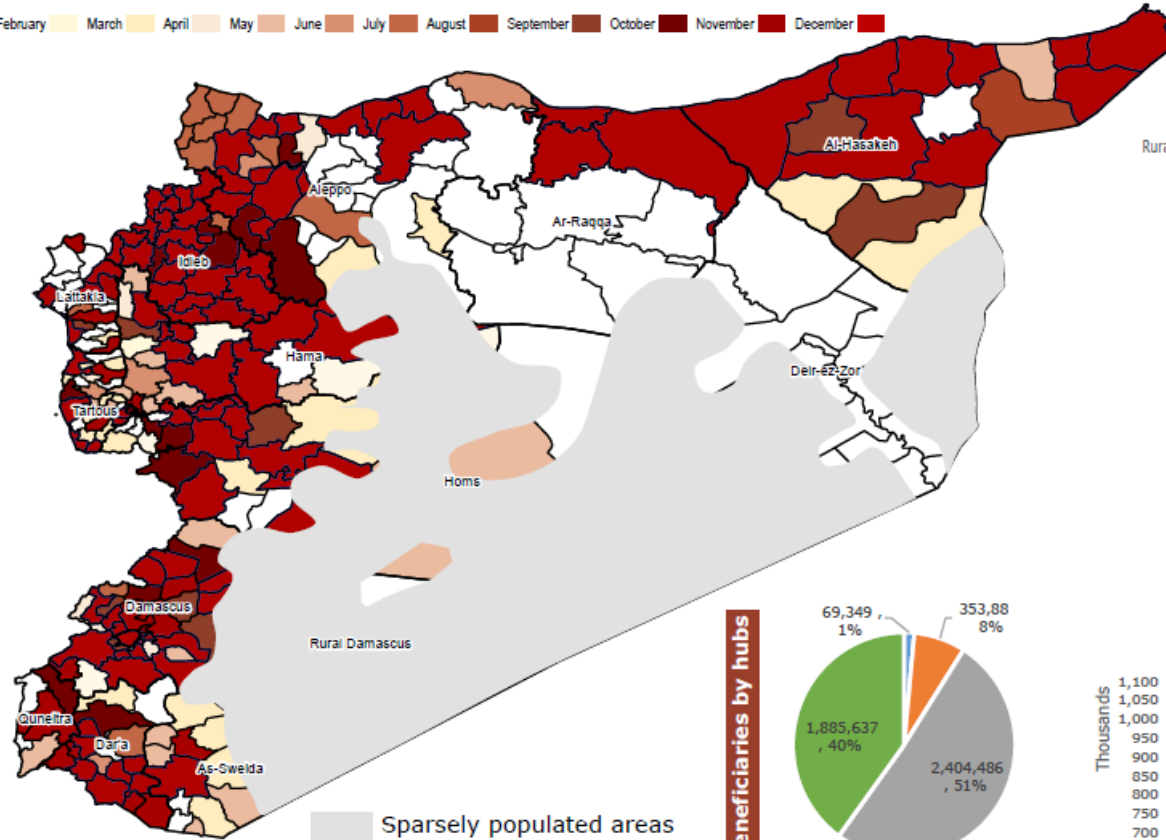 February March April May June July August September October November December
Rura
Al-Hasakeh
Aleppo
Ar-Raqqa
Idleb
Lattakia
Hama
Deir-ez-Zor
Tartous
Homs
Damascus
Rural Damascus
Quneitra
Dar'a
As-Sweida
Sparsely populated areas
eneficiaries by hubs
69,349 ,
1%
353,88
8%
1,885,637
, 40%
2,404,486
, 51%
Thousands
1,100
1,050
1,000
950
900
850
800
750
700